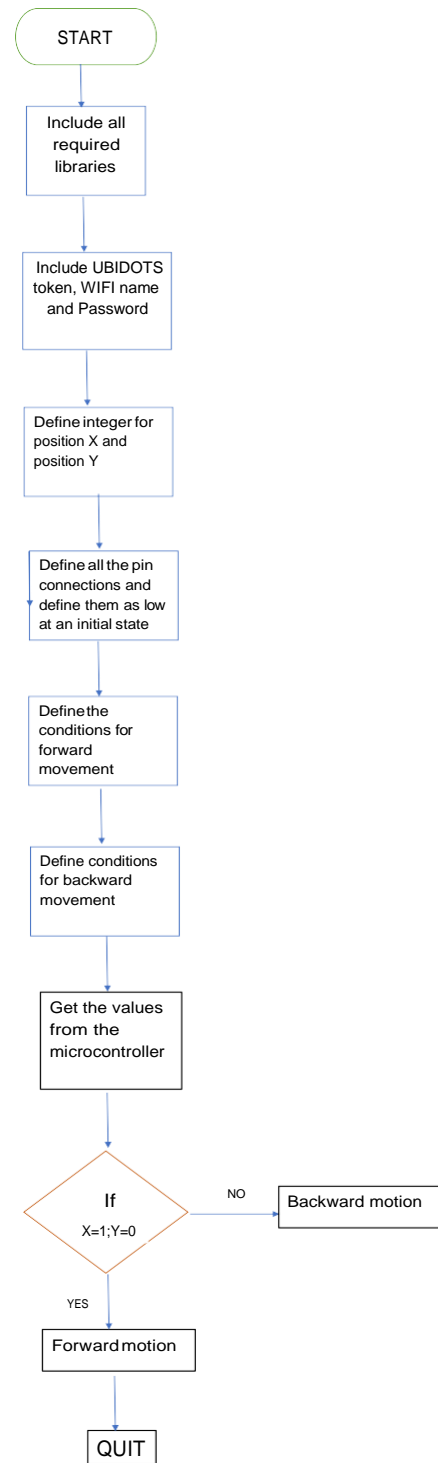 START
Include all
required
libraries
Include UBIDOTS
token, WIFI name
and Password
Define integer for
position X and
position Y
Define all the pin
connections and
define them as low
at an initial state
Define the
conditions for
forward
movement
Define conditions
for backward
movement
Get the values
from the
microcontroller
If
X=1;Y=0
NO
Backward motion
YES
Forward motion
QUIT